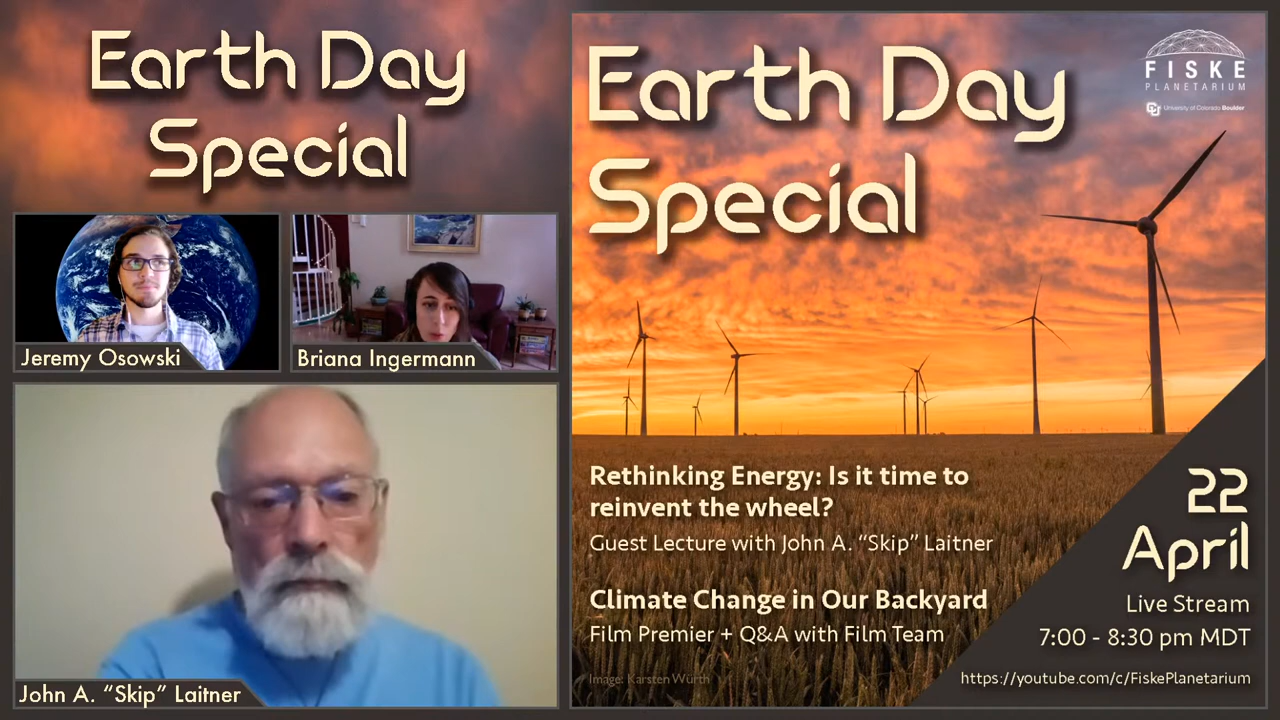 Earth Day
Special
Jeremy Osowski
Briana Ingermann
John A. “Skip” Laitner
Earth Day
Special
FISKE
PLANETARIUM
CU University of Colorado Boulder
Rethinking Energy: Is it time to
reinvent the wheel?
Guest Lecture with John A. “Skip” Laitner
Climate Change in Our Backyard
Film Premier + Q&A with Film Team
Image: Karsten Würth
22
April
Live Stream
7:00 - 8:30 pm MDT
https://youtube.com/c/FiskePlanetarium